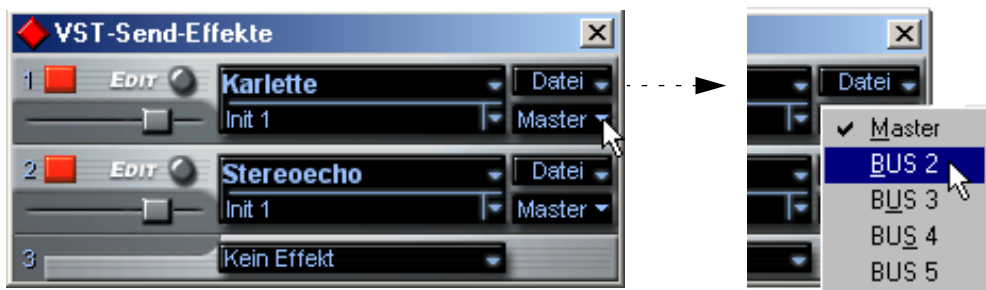 VST-Send-Effekte
1 EDIT Karlette Datei
Init 1 Master
2 EDIT Stereoecho Datei
Init 1 Master
3 Kein Effekt
Datei
Master
BUS 2
BUS 3
BUS 4
BUS 5